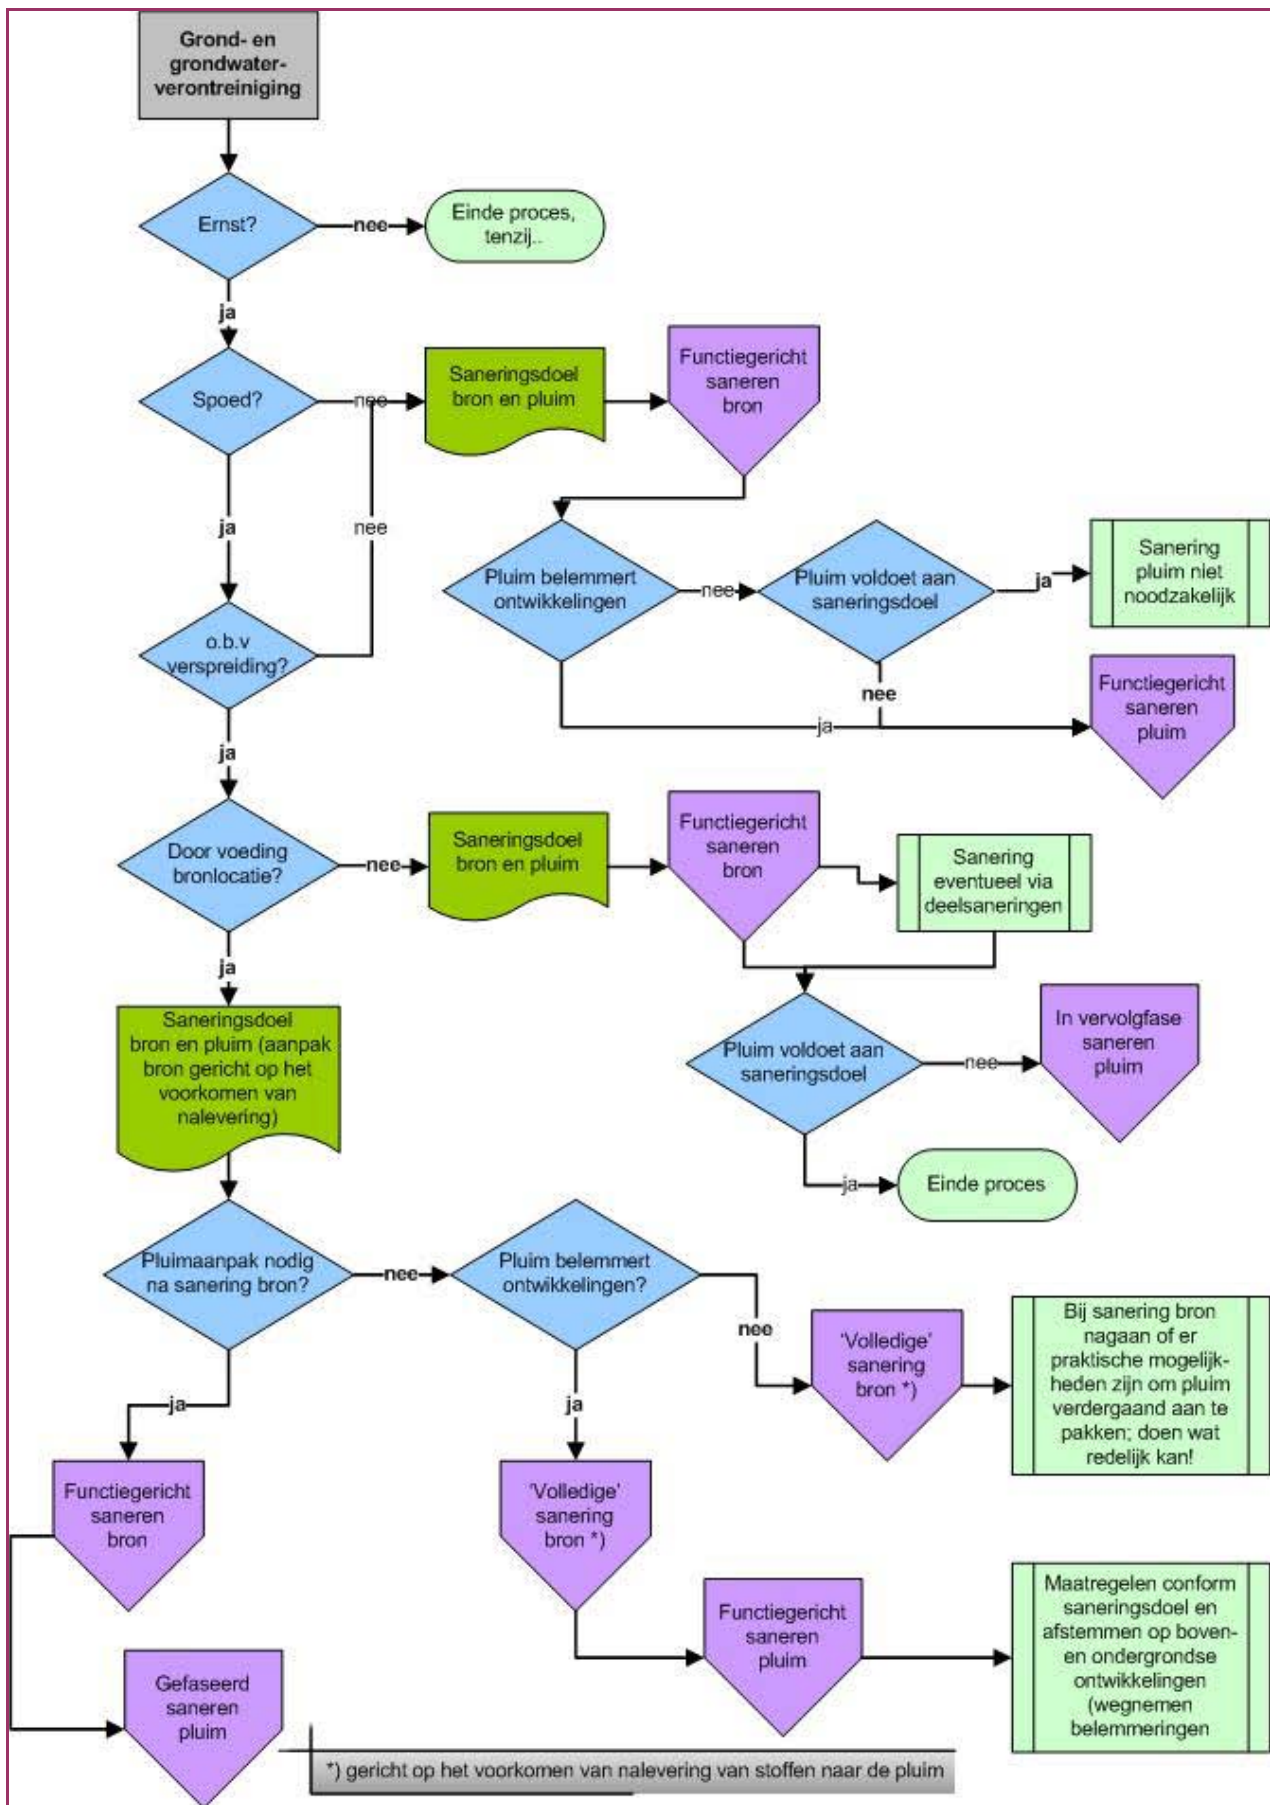 Grond- en
grondwater-
verontreiniging
Ernst?
nee
Einde proces,
tenzij..
ja
Spoed?
nee
Saneringsdoel
bron en pluim
Functiegericht
saneren
bron
ja
nee
Pluim belemmert
ontwikkelingen
nee
Pluim voldoet aan
saneringsdoel
ja
Sanering
pluim niet
noodzakelijk
o.b.v
verspreiding?
nee
ja
Functiegericht
saneren
pluim
ja
Door voeding
bronlocatie?
nee
Saneringsdoel
bron en pluim
Functiegericht
saneren
bron
Sanering
eventueel via
deelsaneringen
ja
Saneringsdoel
bron en pluim (aanpak
bron gericht op het
voorkomen van
nalevering)
Pluim voldoet aan
saneringsdoel
nee
In vervolgfase
saneren
pluim
ja
Einde proces
Pluimaanpak nodig
na sanering bron?
nee
Pluim belemmert
ontwikkelingen?
nee
'Volledige'
sanering
bron *)
Bij sanering bron
nagaan of er
praktische mogelijk-
heden zijn om pluim
verdergaand aan te
pakken; doen wat
redelijk kan!
ja
ja
Functiegericht
saneren
bron
'Volledige'
sanering
bron *)
Functiegericht
saneren
pluim
Maatregelen conform
saneringsdoel en
afstemmen op boven-
en ondergrondse
ontwikkelingen
(wegnemen
belemmeringen
Gefaseerd
saneren
pluim
*) gericht op het voorkomen van nalevering van stoffen naar de pluim